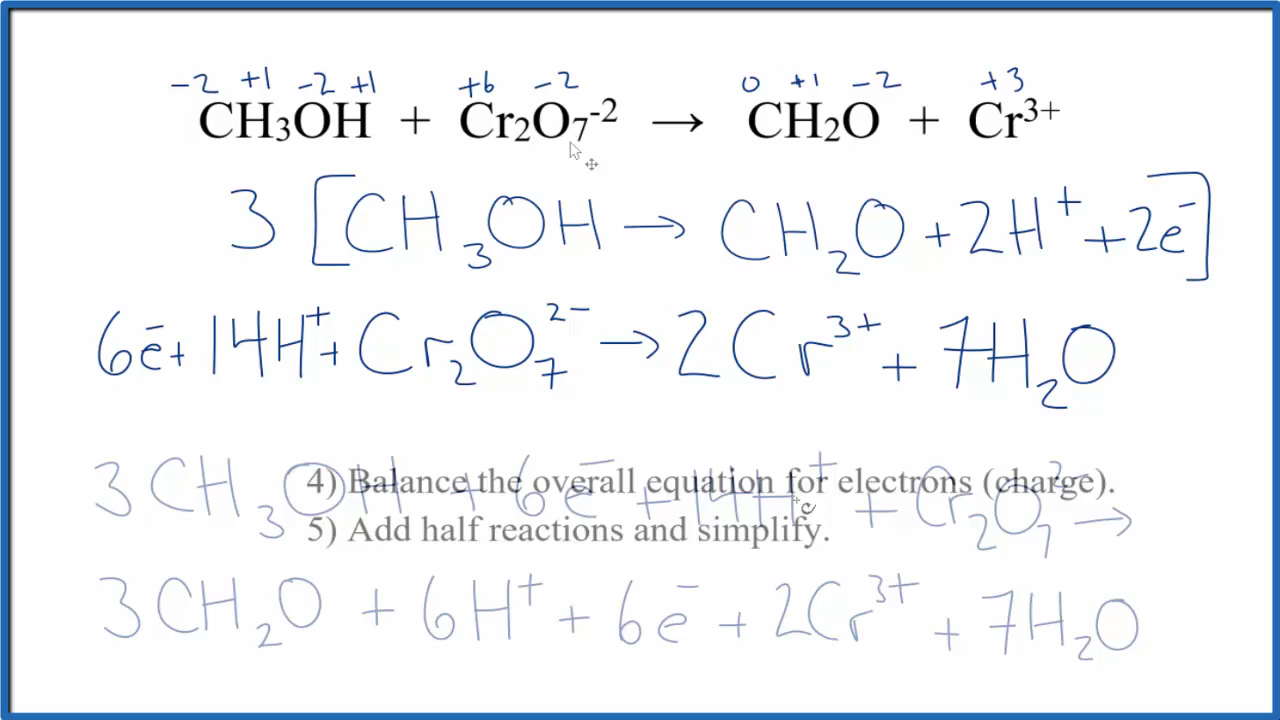 -2 +1 -2 +1 +6 -2 0 +1 -2 +3
CH₃OH + Cr₂O₇⁻² → CH₂O + Cr³⁺
3 [CH₃OH → CH₂O + 2H⁺ + 2e⁻]
6e⁻ + 14H⁺ + Cr₂O₇²⁻ → 2Cr³⁺ + 7H₂O
3CH₃OH + 6e⁻ + 14H⁺ + Cr₂O₇²⁻ →
4) Balance the overall equation for electrons (charge).
5) Add half reactions and simplify.
3CH₂O + 6H⁺ + 6e⁻ + 2Cr³⁺ + 7H₂O